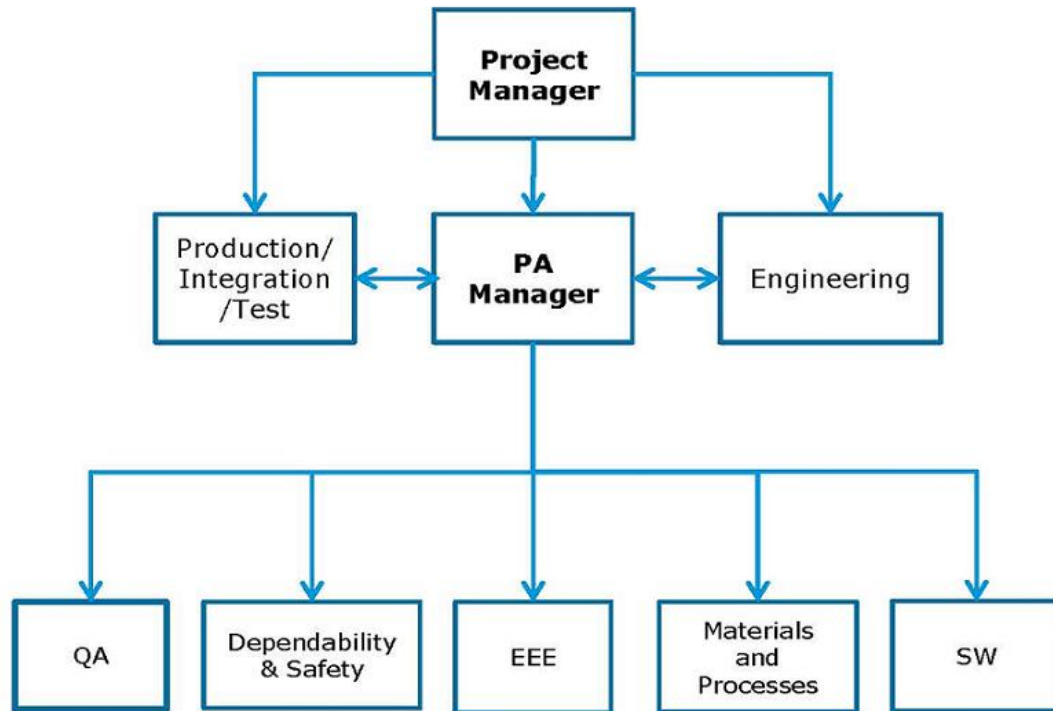 Project
Manager
Production/
Integration
/Test
PA
Manager
Engineering
QA
Dependability
& Safety
EEE
Materials
and
Processes
SW